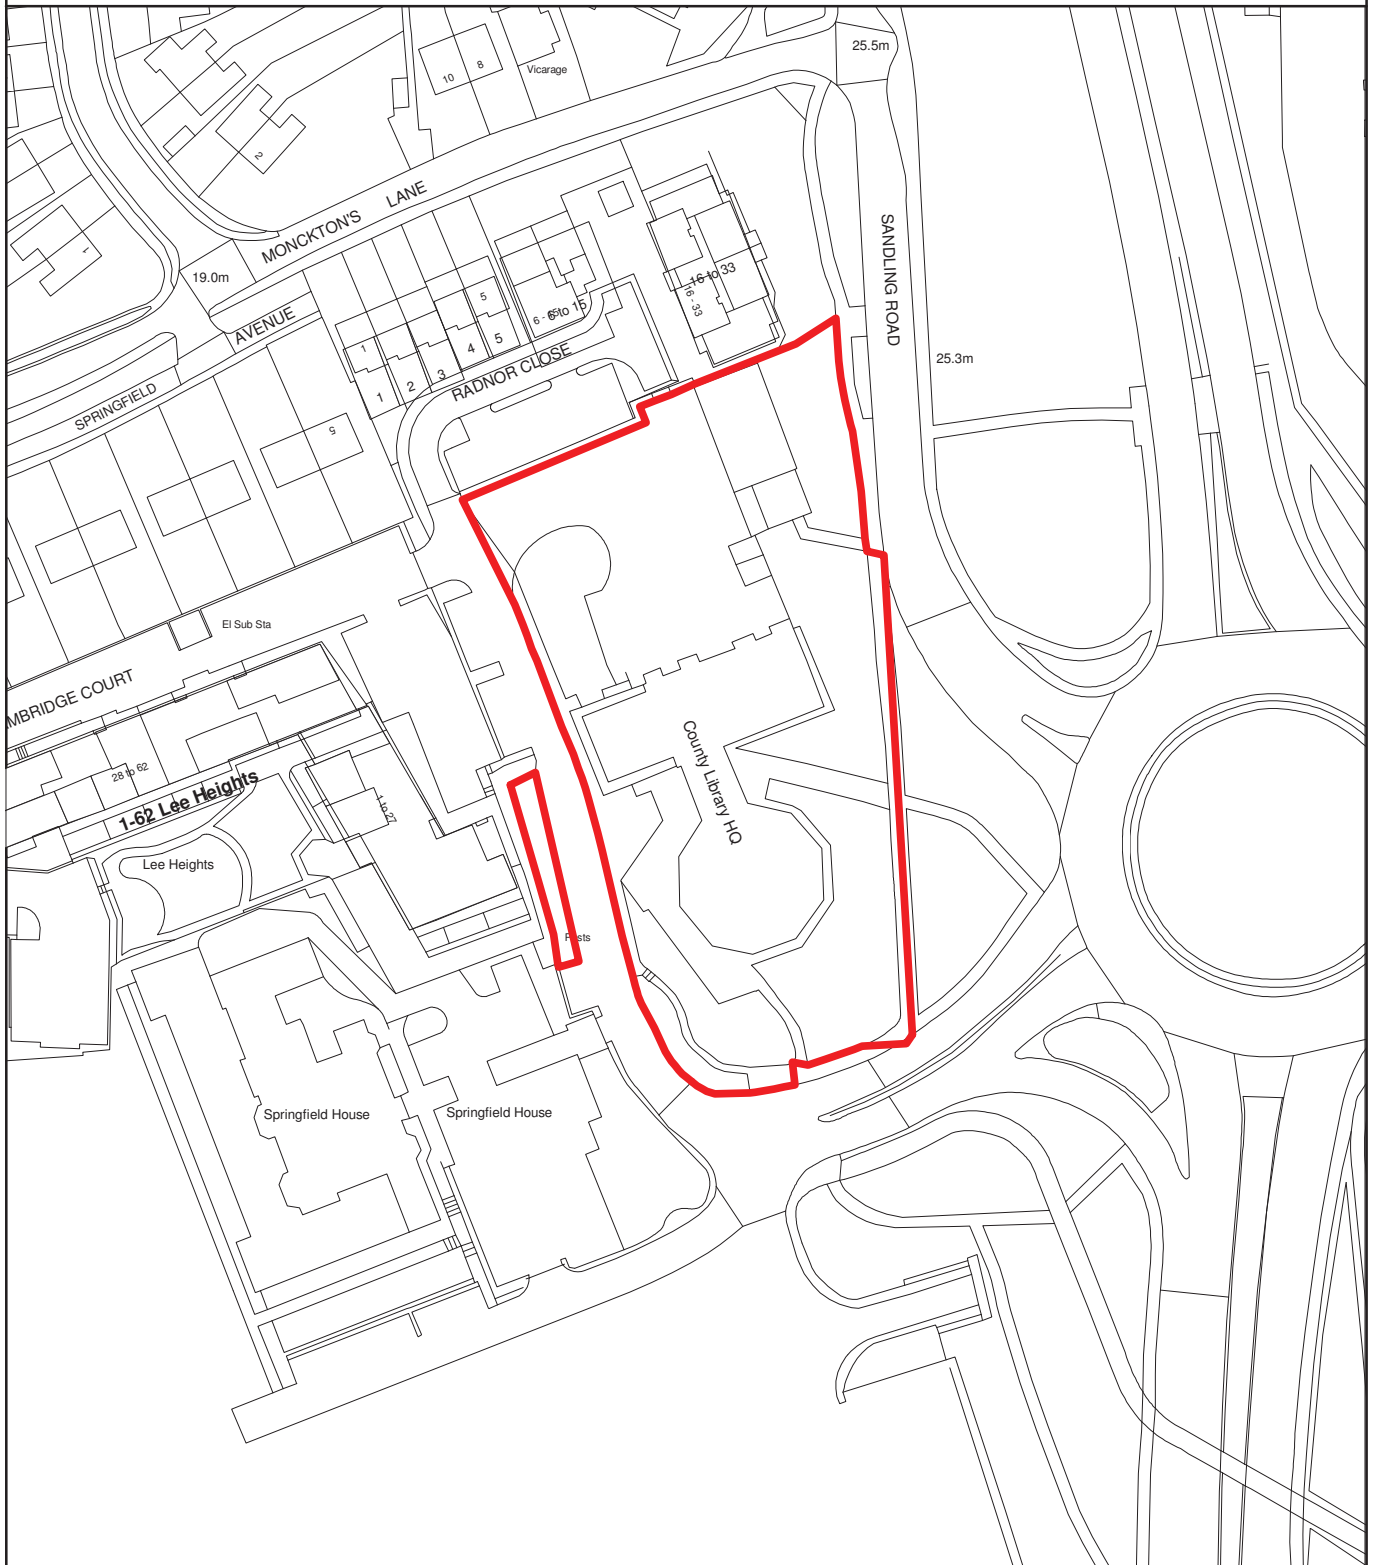 25.5m
10
8
Vicarage
2
MONCKTON'S LANE
1
19.0m
SANDLING ROAD
16 to 33
16 - 33
5
6 to 15
AVENUE
25.3m
1
5
4
3
2
1
RADNOR CLOSE
SPRINGFIELD
5
El Sub Sta
MBRIDGE COURT
County Library HQ
28 to 62
1-62 Lee Heights
1 to 27
Lee Heights
Posts
Springfield House
Springfield House